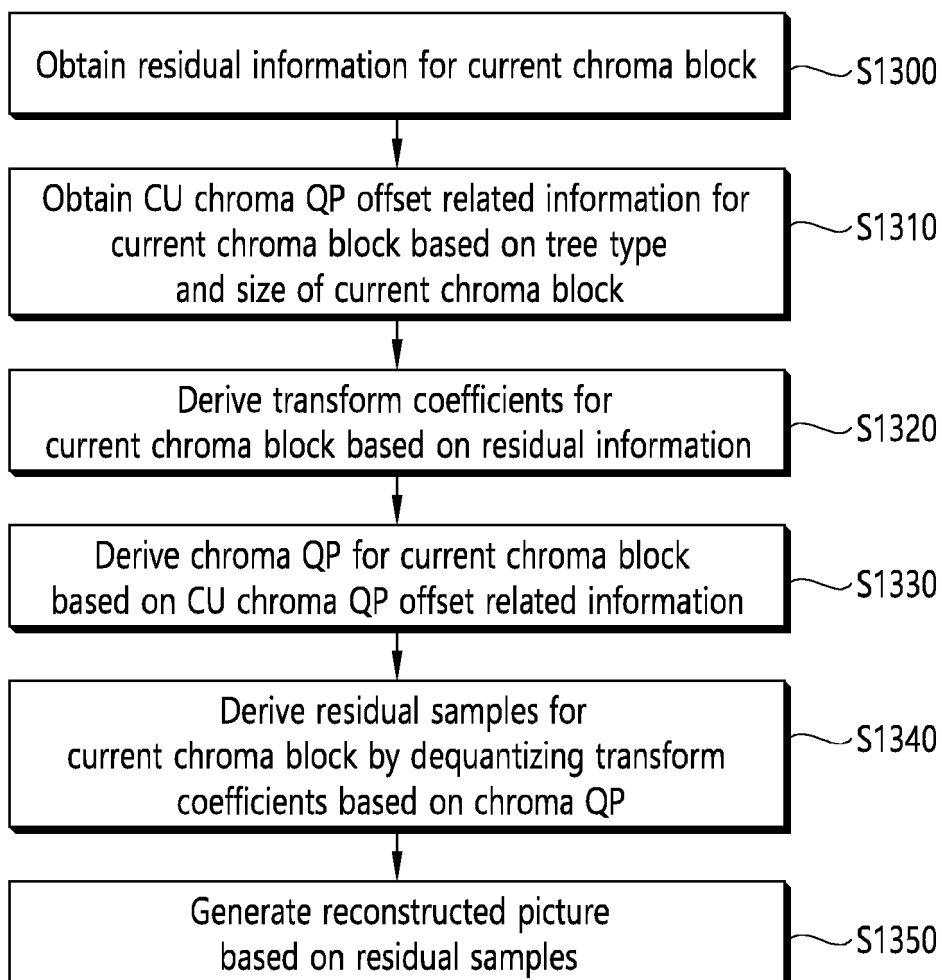 Obtain residual information for current chroma block
S1300
Obtain CU chroma QP offset related information for
current chroma block based on tree type
and size of current chroma block
S1310
Derive transform coefficients for
current chroma block based on residual information
S1320
Derive chroma QP for current chroma block
based on CU chroma QP offset related information
S1330
Derive residual samples for
current chroma block by dequantizing transform
coefficients based on chroma QP
S1340
Generate reconstructed picture
based on residual samples
S1350